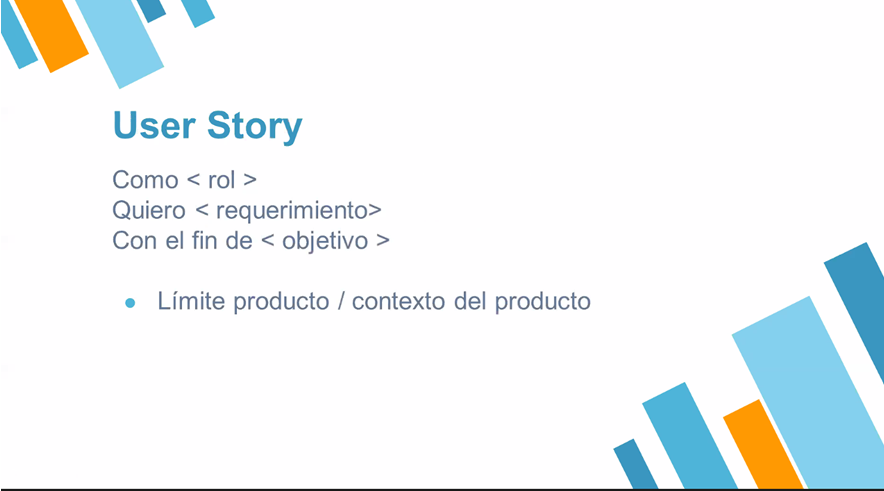 User Story
Como < rol >
Quiero < requerimiento>
Con el fin de < objetivo >
● Límite producto / contexto del producto